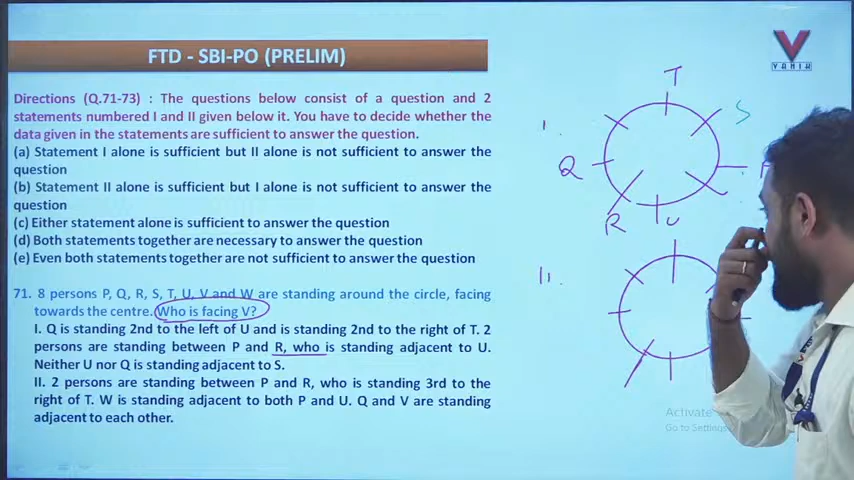 FTD - SBI-PO (PRELIM)
VANIK
Directions (Q.71-73) : The questions below consist of a question and 2
statements numbered I and II given below it. You have to decide whether the
data given in the statements are sufficient to answer the question.
(a) Statement I alone is sufficient but II alone is not sufficient to answer the
question
(b) Statement II alone is sufficient but I alone is not sufficient to answer the
question
(c) Either statement alone is sufficient to answer the question
(d) Both statements together are necessary to answer the question
(e) Even both statements together are not sufficient to answer the question
71. 8 persons P, Q, R, S, T, U, V and W are standing around the circle, facing
towards the centre. Who is facing V?
I. Q is standing 2nd to the left of U and is standing 2nd to the right of T. 2
persons are standing between P and R, who is standing adjacent to U.
Neither U nor Q is standing adjacent to S.
II. 2 persons are standing between P and R, who is standing 3rd to the
right of T. W is standing adjacent to both P and U. Q and V are standing
adjacent to each other.
I.
T
S
Q
R
U
II.
Activate
Go to Settings